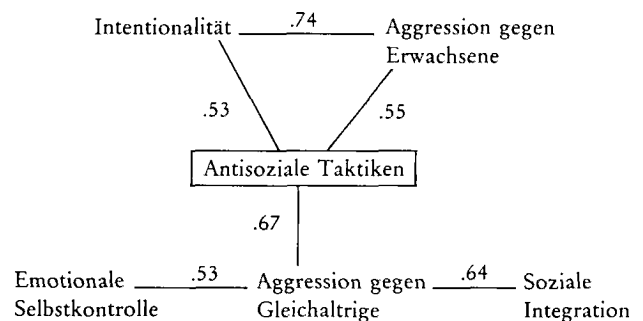 Intentionalität .74 Aggression gegen
Erwachsene
.53 .55
Antisoziale Taktiken
.67
Emotionale .53 Aggression gegen .64 Soziale
Selbstkontrolle Gleichaltrige Integration